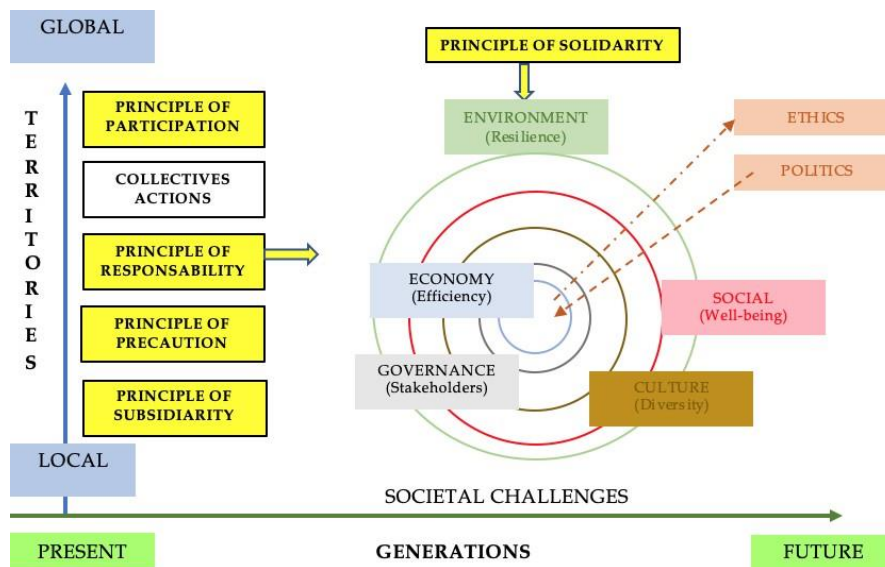 GLOBAL
PRINCIPLE OF SOLIDARITY
TERRITORIES
PRINCIPLE OF
PARTICIPATION
ENVIRONMENT
(Resilience)
ETHICS
COLLECTIVES
ACTIONS
POLITICS
PRINCIPLE OF
RESPONSABILITY
ECONOMY
(Efficiency)
SOCIAL
(Well-being)
PRINCIPLE OF
PRECAUTION
GOVERNANCE
(Stakeholders)
CULTURE
(Diversity)
PRINCIPLE OF
SUBSIDIARITY
LOCAL
SOCIETAL CHALLENGES
PRESENT
GENERATIONS
FUTURE